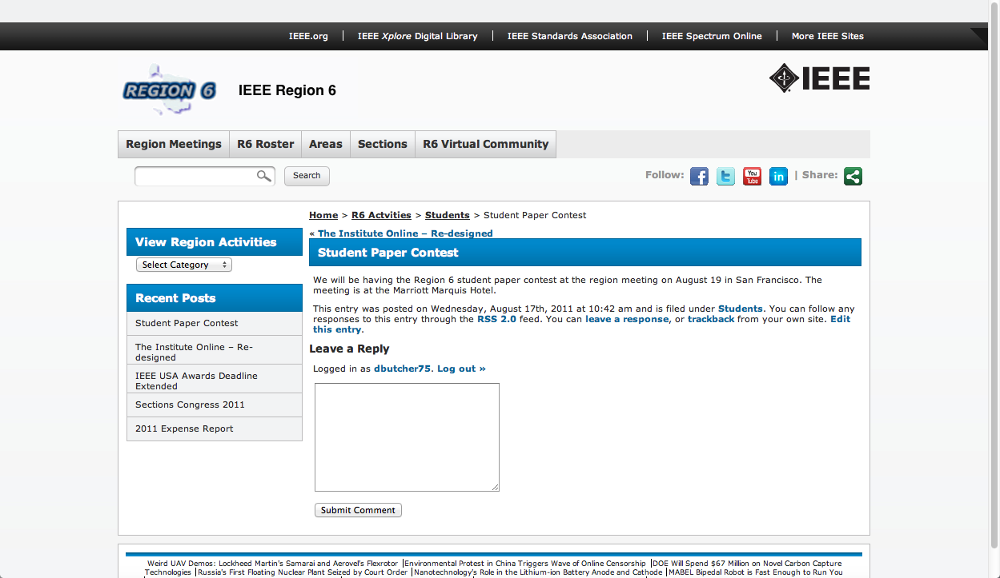 IEEE.org | IEEE Xplore Digital Library | IEEE Standards Association | IEEE Spectrum Online | More IEEE Sites
REGION 6
IEEE Region 6
IEEE
Region Meetings
R6 Roster
Areas
Sections
R6 Virtual Community
Search
Follow:
f
t
You
Tube
in
| Share:
Home > R6 Actvities > Students > Student Paper Contest
View Region Activities
Select Category
Recent Posts
Student Paper Contest
The Institute Online – Re-
designed
IEEE USA Awards Deadline
Extended
Sections Congress 2011
2011 Expense Report
« The Institute Online – Re-designed
Student Paper Contest
We will be having the Region 6 student paper contest at the region meeting on August 19 in San Francisco. The
meeting is at the Marriott Marquis Hotel.
This entry was posted on Wednesday, August 17th, 2011 at 10:42 am and is filed under Students. You can follow any
responses to this entry through the RSS 2.0 feed. You can leave a response, or trackback from your own site. Edit
this entry.
Leave a Reply
Logged in as dbutcher75. Log out »
Submit Comment
Weird UAV Demos: Lockheed Martin's Samarai and Aerovel's Flexrotor |Environmental Protest in China Triggers Wave of Online Censorship |DOE Will Spend $67 Million on Novel Carbon Capture
Technologies |Russia's First Floating Nuclear Plant Seized by Court Order |Nanotechnology's Role in the Lithium-ion Battery Anode and Cathode |MABEL Bipedal Robot is Fast Enough to Run You